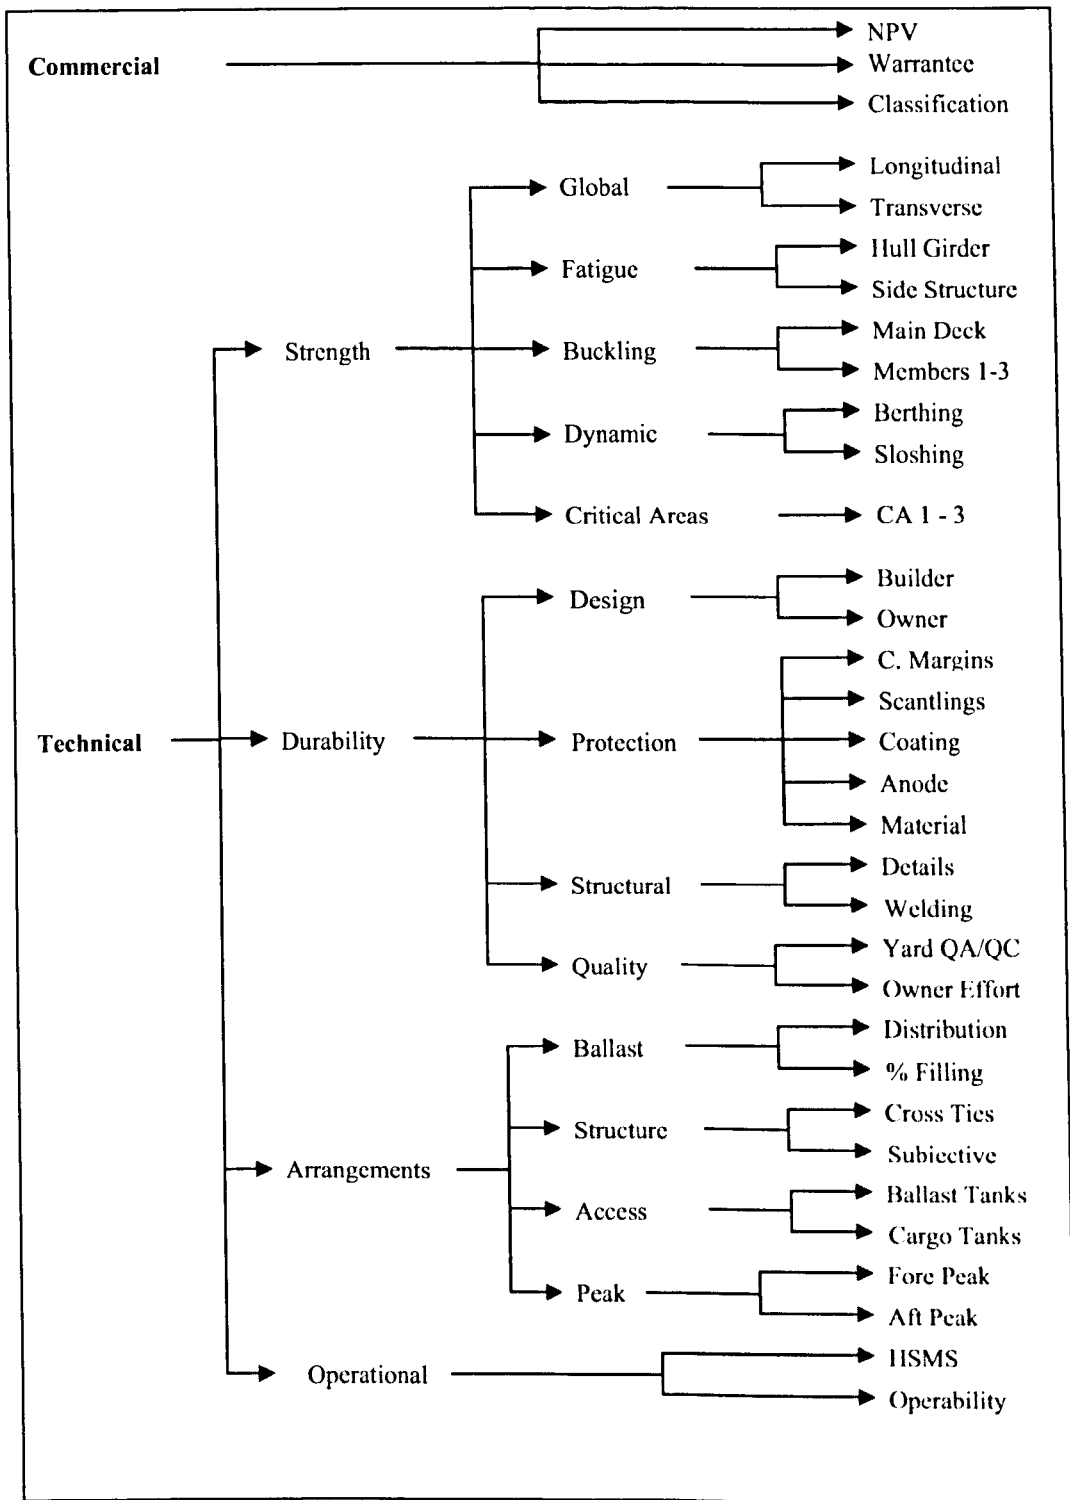 NPV
Commercial
Warrantee
Classification
Longitudinal
Global
Transverse
Hull Girder
Fatigue
Side Structure
Main Deck
Strength
Buckling
Members 1-3
Berthing
Dynamic
Sloshing
Critical Areas
CA 1 - 3
Builder
Design
Owner
C. Margins
Scantlings
Technical
Durability
Protection
Coating
Anode
Material
Details
Structural
Welding
Yard QA/QC
Quality
Owner Effort
Distribution
Ballast
% Filling
Cross Ties
Structure
Subjective
Arrangements
Ballast Tanks
Access
Cargo Tanks
Fore Peak
Peak
Aft Peak
HSMS
Operational
Operability